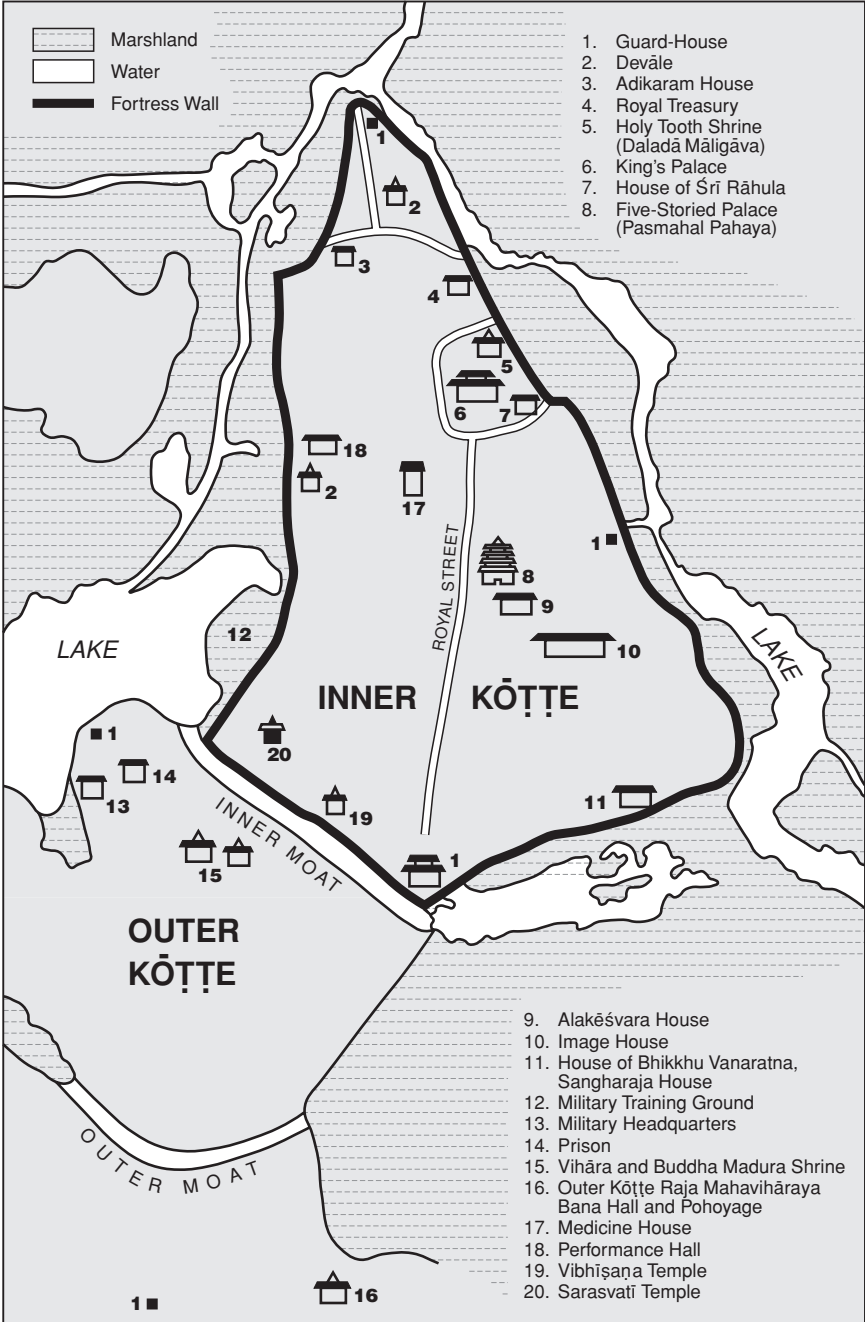 Marshland
Water
Fortress Wall
1. Guard-House
2. Devāle
3. Adikaram House
4. Royal Treasury
5. Holy Tooth Shrine
(Daladā Māligāva)
6. King's Palace
7. House of Śrī Rāhula
8. Five-Storied Palace
(Pasmahal Pahaya)
1
2
3
4
5
6
7
18
2
17
1
8
9
ROYAL STREET
12
10
LAKE
LAKE
INNER KŌṬṬE
1
20
14
13
11
19
INNER MOAT
15
1
OUTER
KŌṬṬE
9. Alakēśvara House
10. Image House
11. House of Bhikkhu Vanaratna,
Sangharaja House
12. Military Training Ground
13. Military Headquarters
14. Prison
15. Vihāra and Buddha Madura Shrine
16. Outer Kōṭṭe Raja Mahavihāraya
Bana Hall and Pohoyage
17. Medicine House
18. Performance Hall
19. Vibhīṣaṇa Temple
20. Sarasvatī Temple
OUTER MOAT
16
1